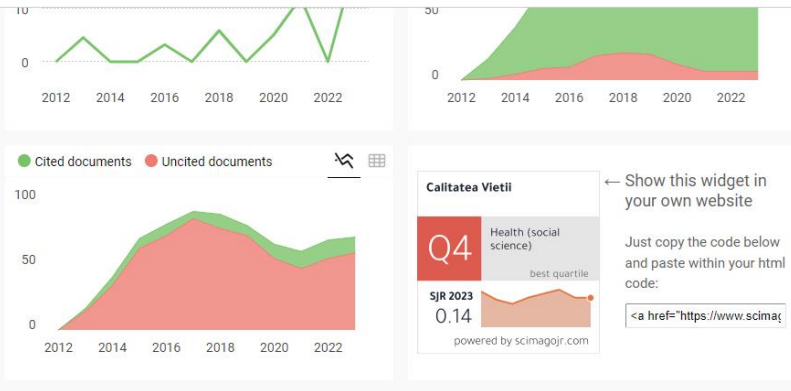 10
0
2012 2014 2016 2018 2020 2022
50
0
2012 2014 2016 2018 2020 2022
Cited documents Uncited documents
100
50
0
2012 2014 2016 2018 2020 2022
Calitatea Vietii
Q4
Health (social
science)
best quartile
SJR 2023
0.14
powered by scimagojr.com
← Show this widget in
your own website
Just copy the code below
and paste within your html
code:
<a href="https://www.scimag